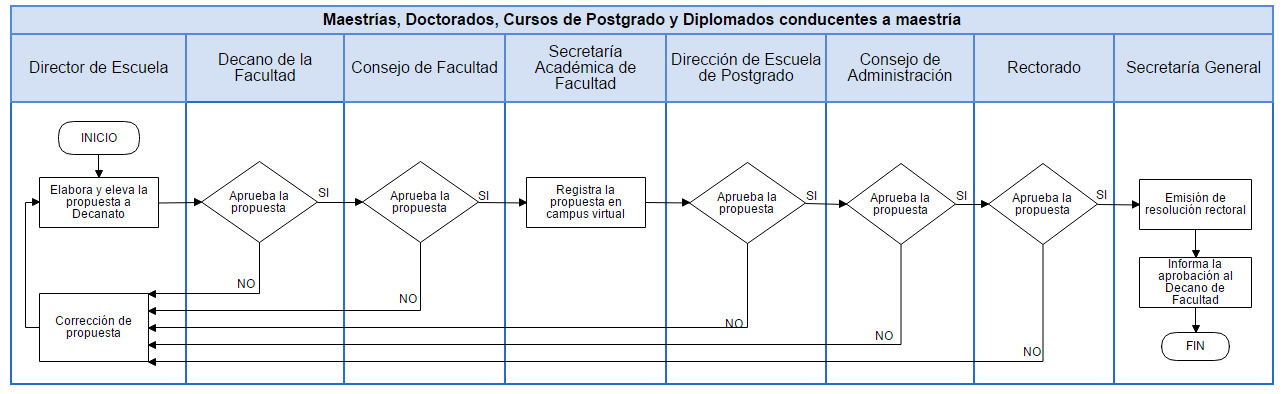 Maestrías, Doctorados, Cursos de Postgrado y Diplomados conducentes a maestría
Director de Escuela
Decano de la
Facultad
Consejo de Facultad
Secretaría
Académica de
Facultad
Dirección de Escuela
de Postgrado
Consejo de
Administración
Rectorado
Secretaría General
INICIO
Elabora y eleva la
propuesta a
Decanato
Aprueba la
propuesta
SI
NO
Aprueba la
propuesta
SI
NO
Registra la
propuesta en
campus virtual
Aprueba la
propuesta
SI
NO
Aprueba la
propuesta
SI
NO
Aprueba la
propuesta
SI
NO
Emisión de
resolución rectoral
Informa la
aprobación al
Decano de
Facultad
FIN
Corrección de
propuesta